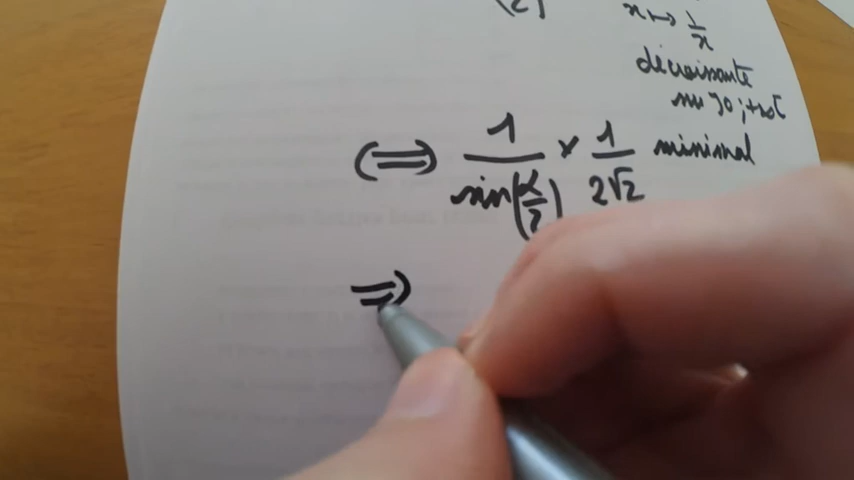 x ↦ 1/x
décroissante
sur ]0 ; +∞[
⟺ 1/sin(α/2) × 1/2√2 minimal
⟹